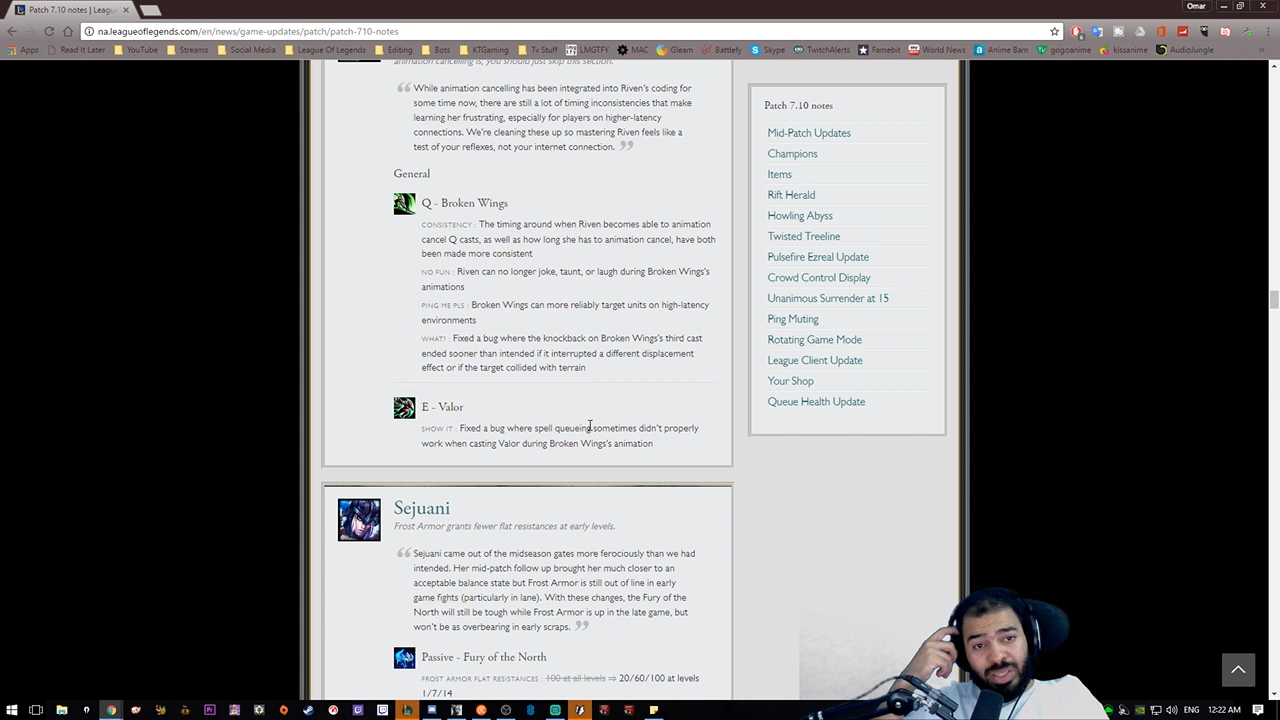 Patch 7.10 notes | Leagu
Omar
na.leagueoflegends.com/en/news/game-updates/patch/patch-710-notes
Apps
Read It Later
YouTube
Streams
Social Media
League Of Legends
Editing
Bots
KTGaming
Tv Stuff
LMGTFY
MAC
Gleam
Battlefy
Skype
TwitchAlerts
Famebit
World News
Anime Bam
gogoanime
kissanime
AudioJungle
animation cancelling is, you should just skip this section.
While animation cancelling has been integrated into Riven's coding for
some time now, there are still a lot of timing inconsistencies that make
learning her frustrating, especially for players on higher-latency
connections. We're cleaning these up so mastering Riven feels like a
test of your reflexes, not your internet connection.
General
Q - Broken Wings
CONSISTENCY : The timing around when Riven becomes able to animation
cancel Q casts, as well as how long she has to animation cancel, have both
been made more consistent
NO FUN : Riven can no longer joke, taunt, or laugh during Broken Wings's
animations
PING ME PLS : Broken Wings can more reliably target units on high-latency
environments
WHAT? : Fixed a bug where the knockback on Broken Wings's third cast
ended sooner than intended if it interrupted a different displacement
effect or if the target collided with terrain
E - Valor
SHOW IT : Fixed a bug where spell queueing sometimes didn't properly
work when casting Valor during Broken Wings's animation
Sejuani
Frost Armor grants fewer flat resistances at early levels.
Sejuani came out of the midseason gates more ferociously than we had
intended. Her mid-patch follow up brought her much closer to an
acceptable balance state but Frost Armor is still out of line in early
game fights (particularly in lane). With these changes, the Fury of the
North will still be tough while Frost Armor is up in the late game, but
won't be as overbearing in early scraps.
Passive - Fury of the North
FROST ARMOR FLAT RESISTANCES : 100 at all levels ⇒ 20/60/100 at levels
1/7/14
Patch 7.10 notes
Mid-Patch Updates
Champions
Items
Rift Herald
Howling Abyss
Twisted Treeline
Pulsefire Ezreal Update
Crowd Control Display
Unanimous Surrender at 15
Ping Muting
Rotating Game Mode
League Client Update
Your Shop
Queue Health Update
ENG
12:22 AM